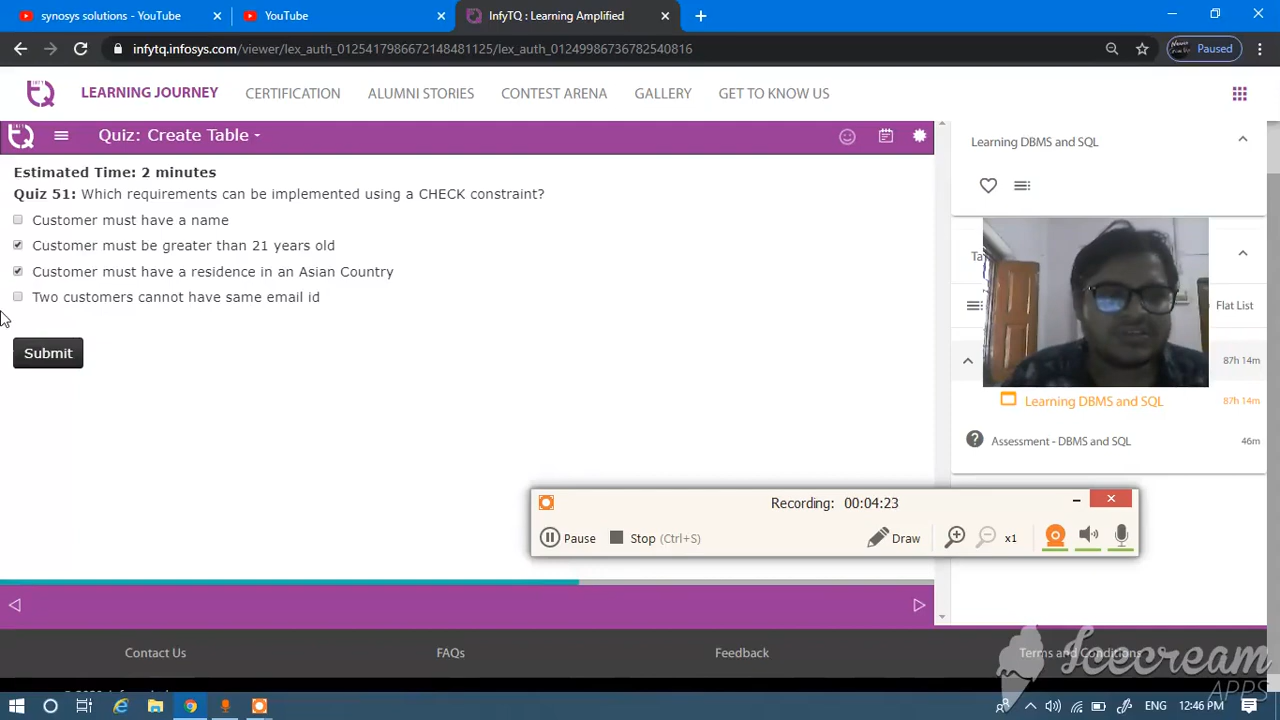 synosys solutions - YouTube
YouTube
InfyTQ : Learning Amplified
infytq.infosys.com/viewer/lex_auth_012541798667214848​1125/lex_auth_01249986736782540816
Paused
LEARNING JOURNEY
CERTIFICATION
ALUMNI STORIES
CONTEST ARENA
GALLERY
GET TO KNOW US
Quiz: Create Table
Learning DBMS and SQL
Estimated Time: 2 minutes
Quiz 51: Which requirements can be implemented using a CHECK constraint?
Customer must have a name
Customer must be greater than 21 years old
Customer must have a residence in an Asian Country
Two customers cannot have same email id
Submit
Flat List
87h 14m
Learning DBMS and SQL
87h 14m
Assessment - DBMS and SQL
46m
Recording: 00:04:23
Pause
Stop (Ctrl+S)
Draw
x1
Contact Us
FAQs
Feedback
Terms and Conditions
Icecream
APPS
ENG
12:46 PM